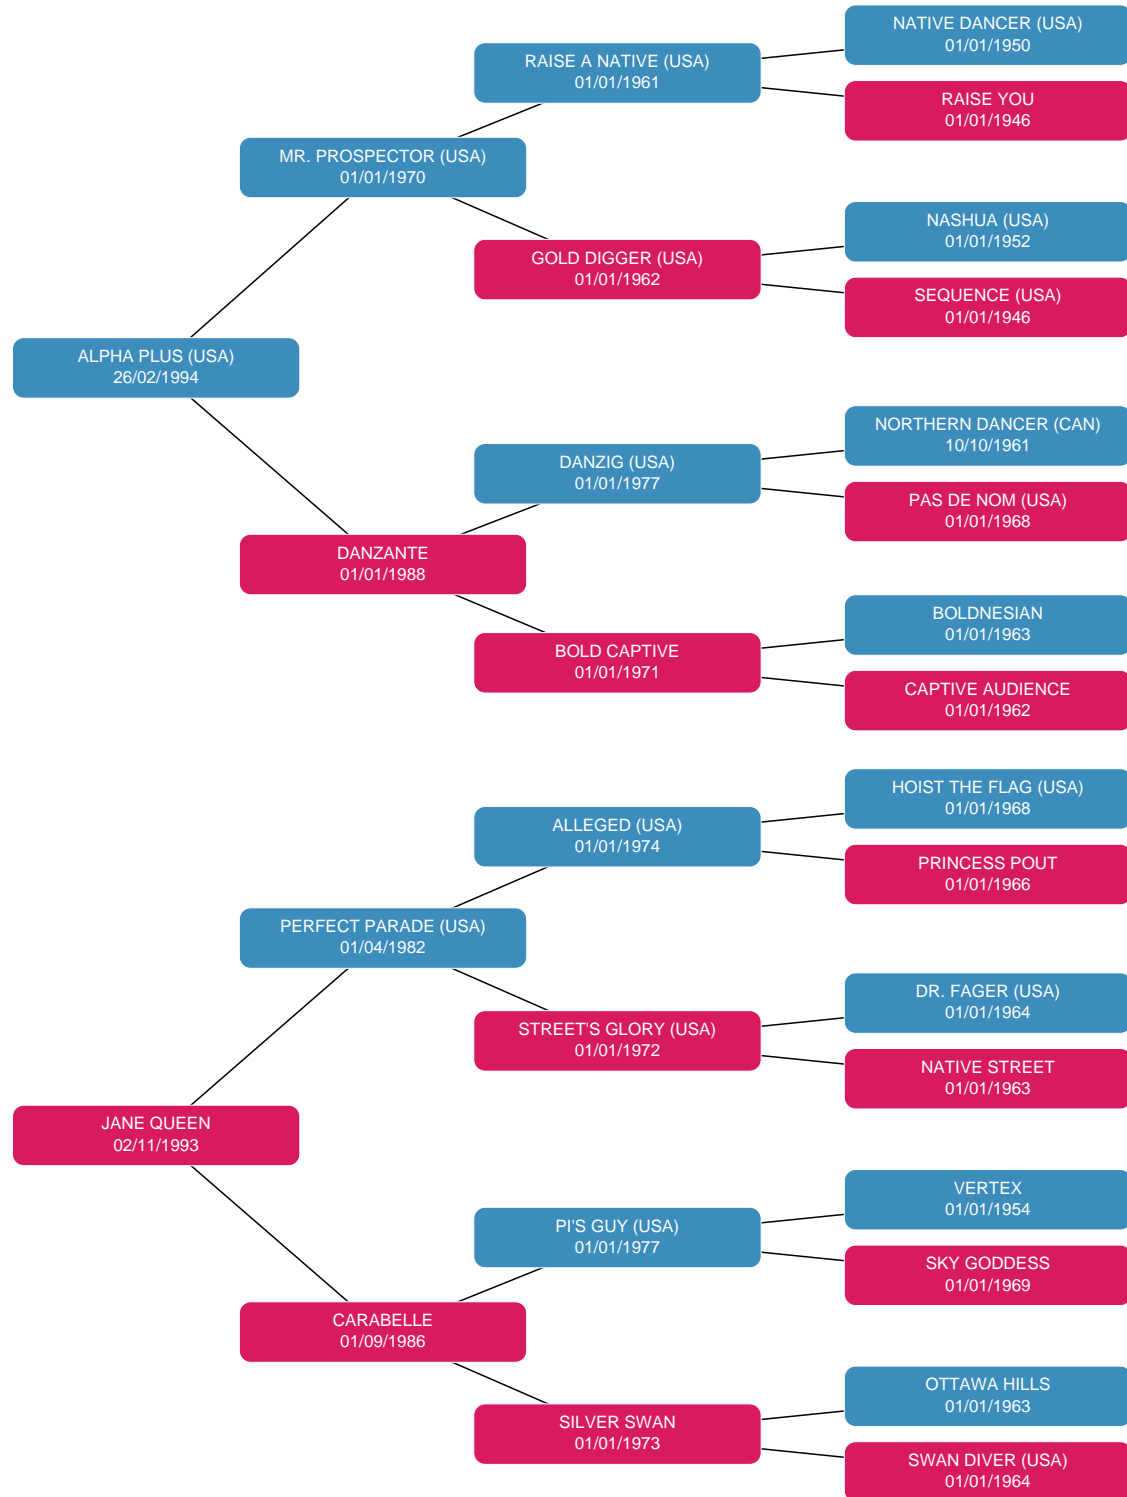 NATIVE DANCER (USA)
01/01/1950
RAISE A NATIVE (USA)
01/01/1961
RAISE YOU
01/01/1946
MR. PROSPECTOR (USA)
01/01/1970
NASHUA (USA)
01/01/1952
GOLD DIGGER (USA)
01/01/1962
SEQUENCE (USA)
01/01/1946
ALPHA PLUS (USA)
26/02/1994
NORTHERN DANCER (CAN)
10/10/1961
DANZIG (USA)
01/01/1977
PAS DE NOM (USA)
01/01/1968
DANZANTE
01/01/1988
BOLDNESIAN
01/01/1963
BOLD CAPTIVE
01/01/1971
CAPTIVE AUDIENCE
01/01/1962
HOIST THE FLAG (USA)
01/01/1968
ALLEGED (USA)
01/01/1974
PRINCESS POUT
01/01/1966
PERFECT PARADE (USA)
01/04/1982
DR. FAGER (USA)
01/01/1964
STREET'S GLORY (USA)
01/01/1972
NATIVE STREET
01/01/1963
JANE QUEEN
02/11/1993
VERTEX
01/01/1954
PI'S GUY (USA)
01/01/1977
SKY GODDESS
01/01/1969
CARABELLE
01/09/1986
OTTAWA HILLS
01/01/1963
SILVER SWAN
01/01/1973
SWAN DIVER (USA)
01/01/1964